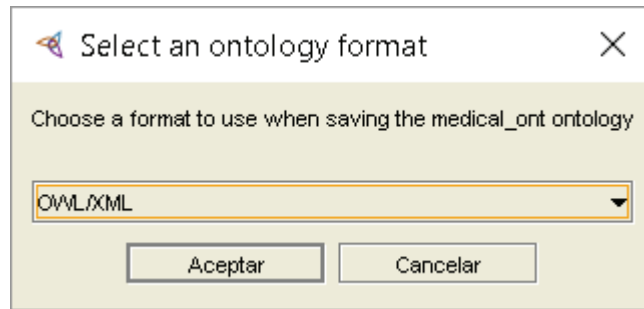 Select an ontology format
Choose a format to use when saving the medical_ont ontology
OWL/XML
Aceptar Cancelar